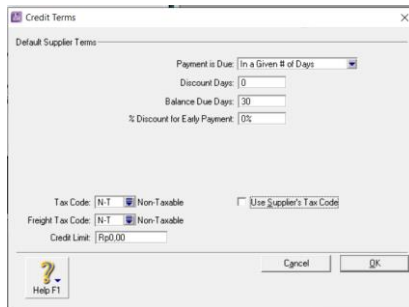 Credit Terms
Default Supplier Terms
Payment is Due: In a Given # of Days
Discount Days: 0
Balance Due Days: 30
% Discount for Early Payment: 0%
Tax Code: N-T Non-Taxable Use Supplier's Tax Code
Freight Tax Code: N-T Non-Taxable
Credit Limit: Rp0,00
Help F1 Cancel OK